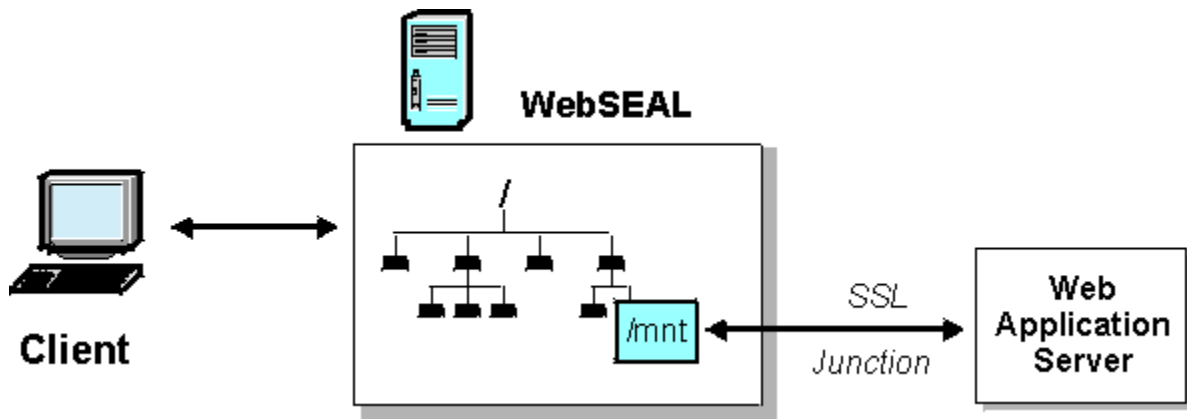 WebSEAL
/
Client
/mnt
SSL
Junction
Web
Application
Server